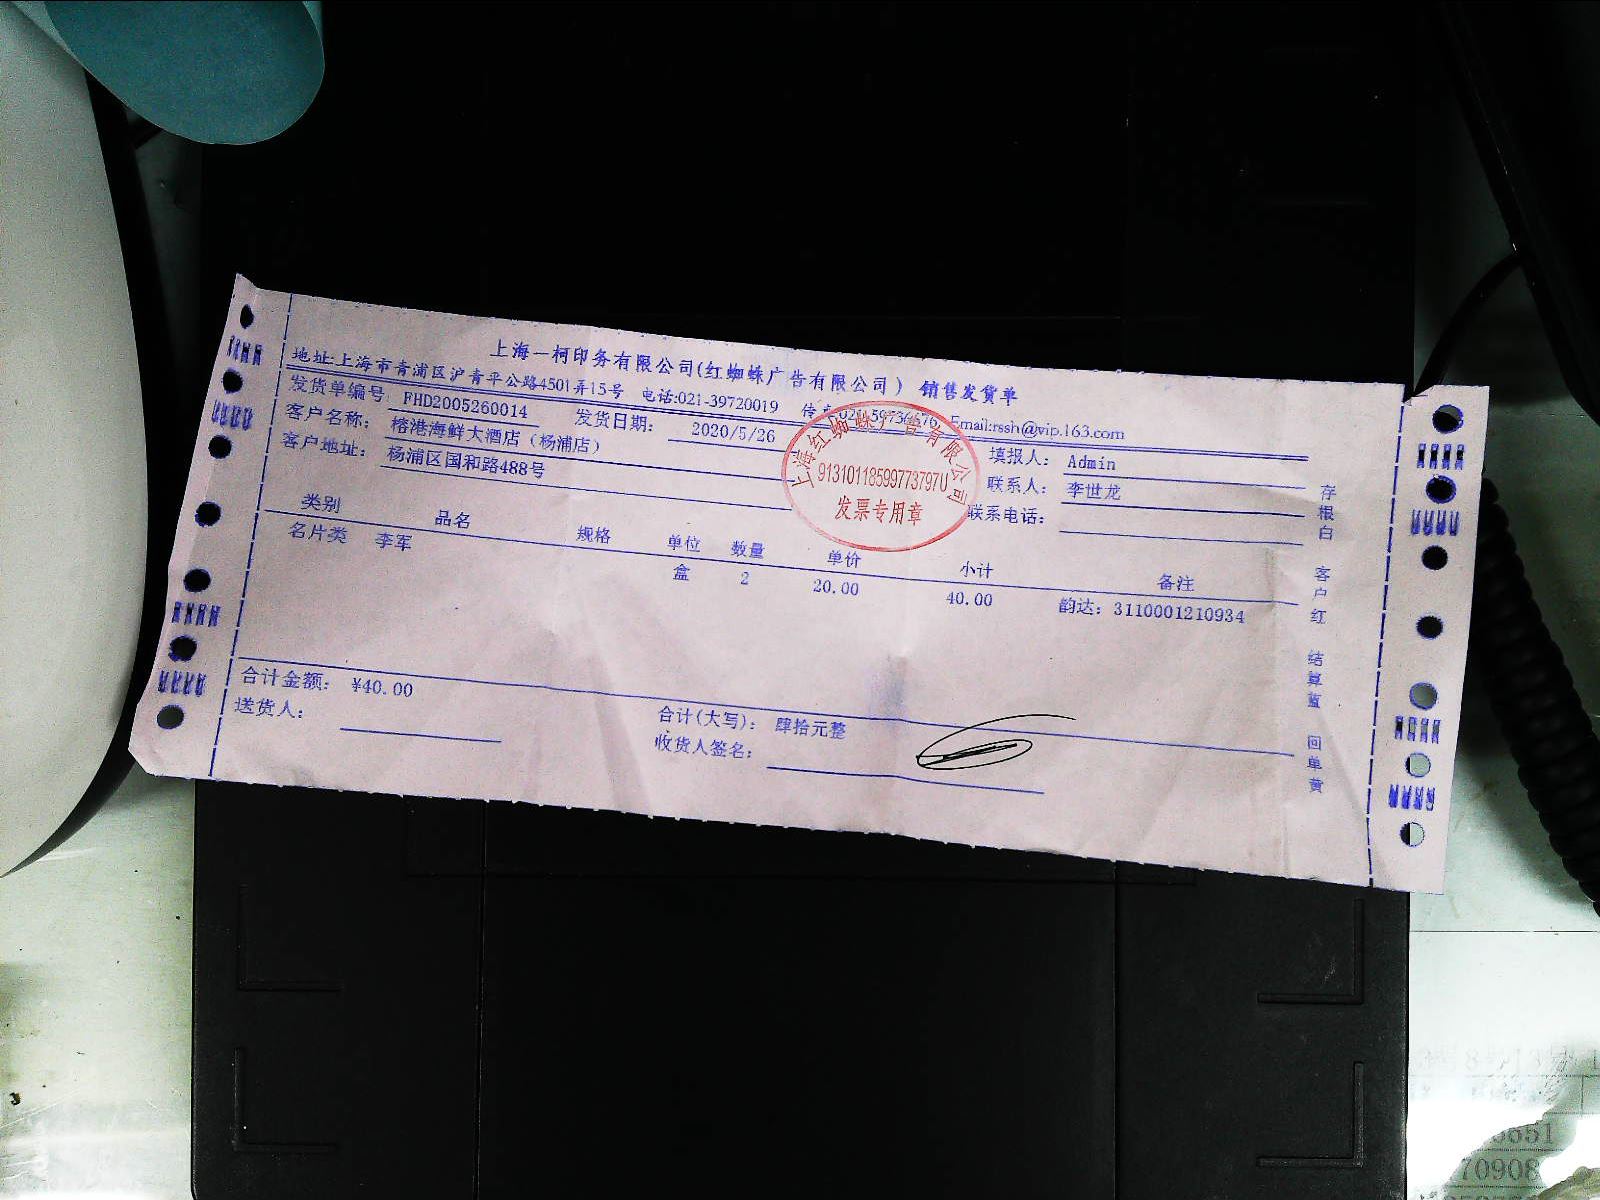 上海一柯印务有限公司(红蜘蛛广告有限公司) 销售发货单
地址:上海市青浦区沪青平公路4501弄15号 电话:021-39720019 传真:021-59736676 Email:rssh@vip.163.com
发货单编号: FHD2005260014 发货日期: 2020/5/26 填报人: Admin
客户名称: 榕港海鲜大酒店(杨浦店) 联系人: 李世龙
客户地址: 杨浦区国和路488号 联系电话:
上海红蜘蛛广告有限公司
91310118599773797U
发票专用章
类别 品名 规格 单位 数量 单价 小计 备注
名片类 李军 盒 2 20.00 40.00 韵达: 3110001210934
合计金额: ¥40.00 合计(大写): 肆拾元整
送货人: 收货人签名:
存根白 客户红 结算蓝 回单黄
70908